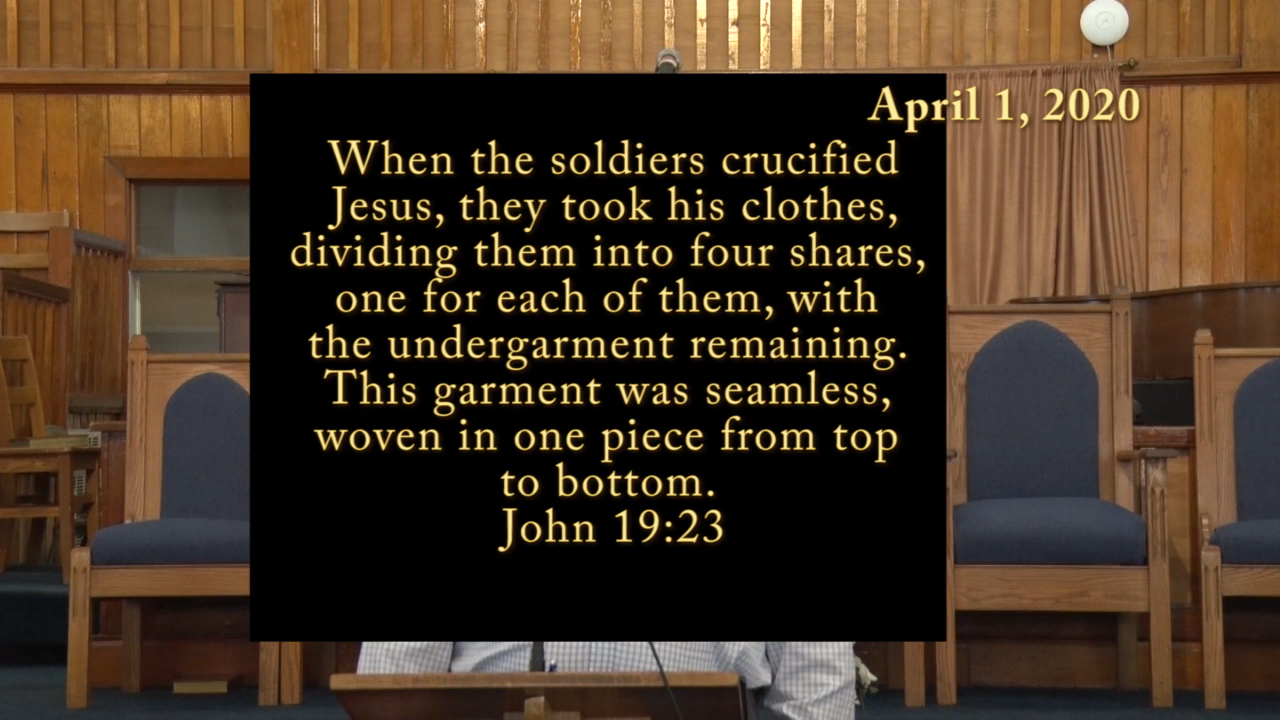 April 1, 2020
When the soldiers crucified
Jesus, they took his clothes,
dividing them into four shares,
one for each of them, with
the undergarment remaining.
This garment was seamless,
woven in one piece from top
to bottom.
John 19:23